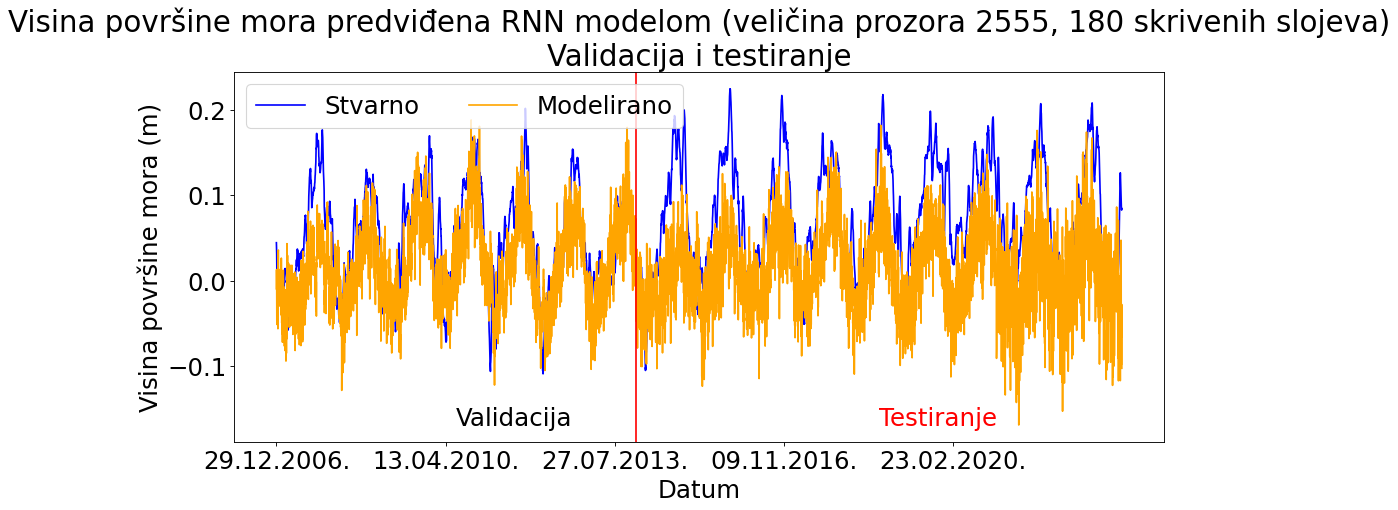 Visina površine mora predviđena RNN modelom (veličina prozora 2555, 180 skrivenih slojeva)
Validacija i testiranje
Stvarno
Modelirano
Visina površine mora (m)
0.2
0.1
0.0
−0.1
Validacija
Testiranje
29.12.2006.
13.04.2010.
27.07.2013.
09.11.2016.
23.02.2020.
Datum